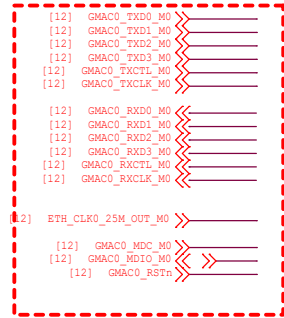 [12] GMAC0_TXD0_M0
[12] GMAC0_TXD1_M0
[12] GMAC0_TXD2_M0
[12] GMAC0_TXD3_M0
[12] GMAC0_TXCTL_M0
[12] GMAC0_TXCLK_M0
[12] GMAC0_RXD0_M0
[12] GMAC0_RXD1_M0
[12] GMAC0_RXD2_M0
[12] GMAC0_RXD3_M0
[12] GMAC0_RXCTL_M0
[12] GMAC0_RXCLK_M0
[12] ETH_CLK0_25M_OUT_M0
[12] GMAC0_MDC_M0
[12] GMAC0_MDIO_M0
[12] GMAC0_RSTn